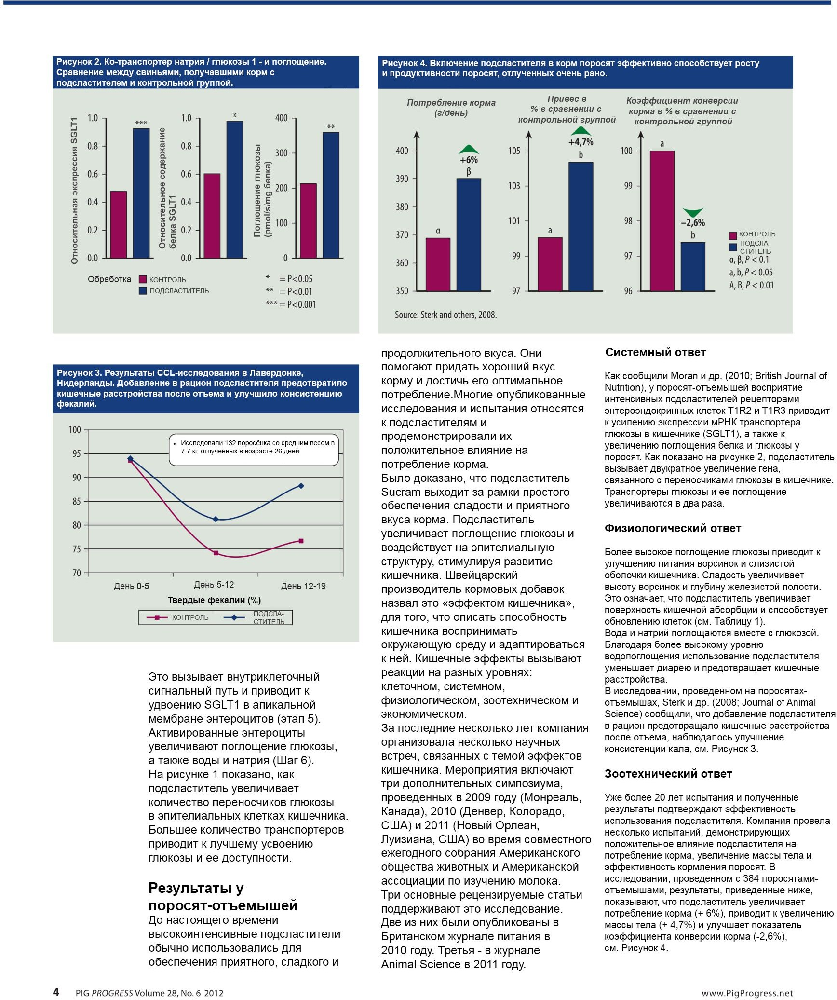 Рисунок 2. Ко-транспортер натрия / глюкозы 1 - и поглощение.
Сравнение между свиньями, получавшими корм с
подсластителем и контрольной группой.
Относительная экспрессия SGLT1
1.0
0.8
0.6
0.4
0.2
0.0
***
Относительное содержание
белка SGLT1
1.0
0.8
0.6
0.4
0.2
0.0
*
Поглощение глюкозы
(pmol/s/mg белка)
400
300
200
100
0
**
Обработка
КОНТРОЛЬ
ПОДСЛАСТИТЕЛЬ
* = P<0.05
** = P<0.01
*** = P<0.001
Рисунок 4. Включение подсластителя в корм поросят эффективно способствует росту
и продуктивности поросят, отлученных очень рано.
Потребление корма
(г/день)
400
390
380
370
360
350
α
+6%
β
Привес в
% в сравнении с
контрольной группой
105
103
101
99
97
a
+4,7%
b
Коэффициент конверсии
корма в % в сравнении с
контрольной группой
100
99
98
97
96
a
–2,6%
b
КОНТРОЛЬ
ПОДСЛА-
СТИТЕЛЬ
α, β, P < 0.1
a, b, P < 0.05
A, B, P < 0.01
Source: Sterk and others, 2008.
Рисунок 3. Результаты CCL-исследования в Лавердонке,
Нидерланды. Добавление в рацион подсластителя предотвратило
кишечные расстройства после отъема и улучшило консистенцию
фекалий.
100
95
90
85
80
75
70
• Исследовали 132 поросёнка со средним весом в
7.7 кг, отлученных в возрасте 26 дней
День 0-5
День 5-12
День 12-19
Твердые фекалии (%)
КОНТРОЛЬ
ПОДСЛА-
СТИТЕЛЬ
Это вызывает внутриклеточный
сигнальный путь и приводит к
удвоению SGLT1 в апикальной
мембране энтероцитов (этап 5).
Активированные энтероциты
увеличивают поглощение глюкозы,
а также воды и натрия (Шаг 6).
На рисунке 1 показано, как
подсластитель увеличивает
количество переносчиков глюкозы
в эпителиальных клетках кишечника.
Большее количество транспортеров
приводит к лучшему усвоению
глюкозы и ее доступности.
Результаты у
поросят-отъемышей
До настоящего времени
высокоинтенсивные подсластители
обычно использовались для
обеспечения приятного, сладкого и
продолжительного вкуса. Они
помогают придать хороший вкус
корму и достичь его оптимальное
потребление.Многие опубликованные
исследования и испытания относятся
к подсластителям и
продемонстрировали их
положительное влияние на
потребление корма.
Было доказано, что подсластитель
Sucram выходит за рамки простого
обеспечения сладости и приятного
вкуса корма. Подсластитель
увеличивает поглощение глюкозы и
воздействует на эпителиальную
структуру, стимулируя развитие
кишечника. Швейцарский
производитель кормовых добавок
назвал это «эффектом кишечника»,
для того, что описать способность
кишечника воспринимать
окружающую среду и адаптироваться
к ней. Кишечные эффекты вызывают
реакции на разных уровнях:
клеточном, системном,
физиологическом, зоотехническом и
экономическом.
За последние несколько лет компания
организовала несколько научных
встреч, связанных с темой эффектов
кишечника. Мероприятия включают
три дополнительных симпозиума,
проведенных в 2009 году (Монреаль,
Канада), 2010 (Денвер, Колорадо,
США) и 2011 (Новый Орлеан,
Луизиана, США) во время совместного
ежегодного собрания Американского
общества животных и Американской
ассоциации по изучению молока.
Три основные рецензируемые статьи
поддерживают это исследование.
Две из них были опубликованы в
Британском журнале питания в
2010 году. Третья - в журнале
Animal Science в 2011 году.
Системный ответ
Как сообщили Moran и др. (2010; British Journal of
Nutrition), у поросят-отъемышей восприятие
интенсивных подсластителей рецепторами
энтероэндокринных клеток T1R2 и T1R3 приводит
к усилению экспрессии мРНК транспортера
глюкозы в кишечнике (SGLT1), а также к
увеличению поглощения белка и глюкозы у
поросят. Как показано на рисунке 2, подсластитель
вызывает двукратное увеличение гена,
связанного с переносчиками глюкозы в кишечнике.
Транспортеры глюкозы и ее поглощение
увеличиваются в два раза.
Физиологический ответ
Более высокое поглощение глюкозы приводит к
улучшению питания ворсинок и слизистой
оболочки кишечника. Сладость увеличивает
высоту ворсинок и глубину железистой полости.
Это означает, что подсластитель увеличивает
поверхность кишечной абсорбции и способствует
обновлению клеток (см. Таблицу 1).
Вода и натрий поглощаются вместе с глюкозой.
Благодаря более высокому уровню
водопоглощения использование подсластителя
уменьшает диарею и предотвращает кишечные
расстройства.
В исследовании, проведенном на поросятах-
отъемышах, Sterk и др. (2008; Journal of Animal
Science) сообщили, что добавление подсластителя
в рацион предотвращало кишечные расстройства
после отъема, наблюдалось улучшение
консистенции кала, см. Рисунок 3.
Зоотехнический ответ
Уже более 20 лет испытания и полученные
результаты подтверждают эффективность
использования подсластителя. Компания провела
несколько испытаний, демонстрирующих
положительное влияние подсластителя на
потребление корма, увеличение массы тела и
эффективность кормления поросят. В
исследовании, проведенном с 384 поросятами-
отъемышами, результаты, приведенные ниже,
показывают, что подсластитель увеличивает
потребление корма (+ 6%), приводит к увеличению
массы тела (+ 4,7%) и улучшает показатель
коэффициента конверсии корма (-2,6%),
см. Рисунок 4.
4 PIG PROGRESS Volume 28, No. 6 2012
www.PigProgress.net